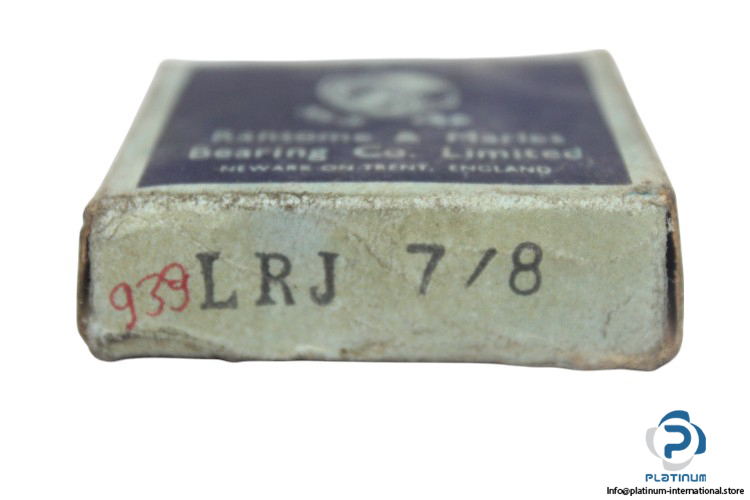 Ransome & Marles
Bearing Co. Limited
NEWARK-ON-TRENT, ENGLAND
939 LRJ 7/8
PLATINUM
Info@platinum-international.store